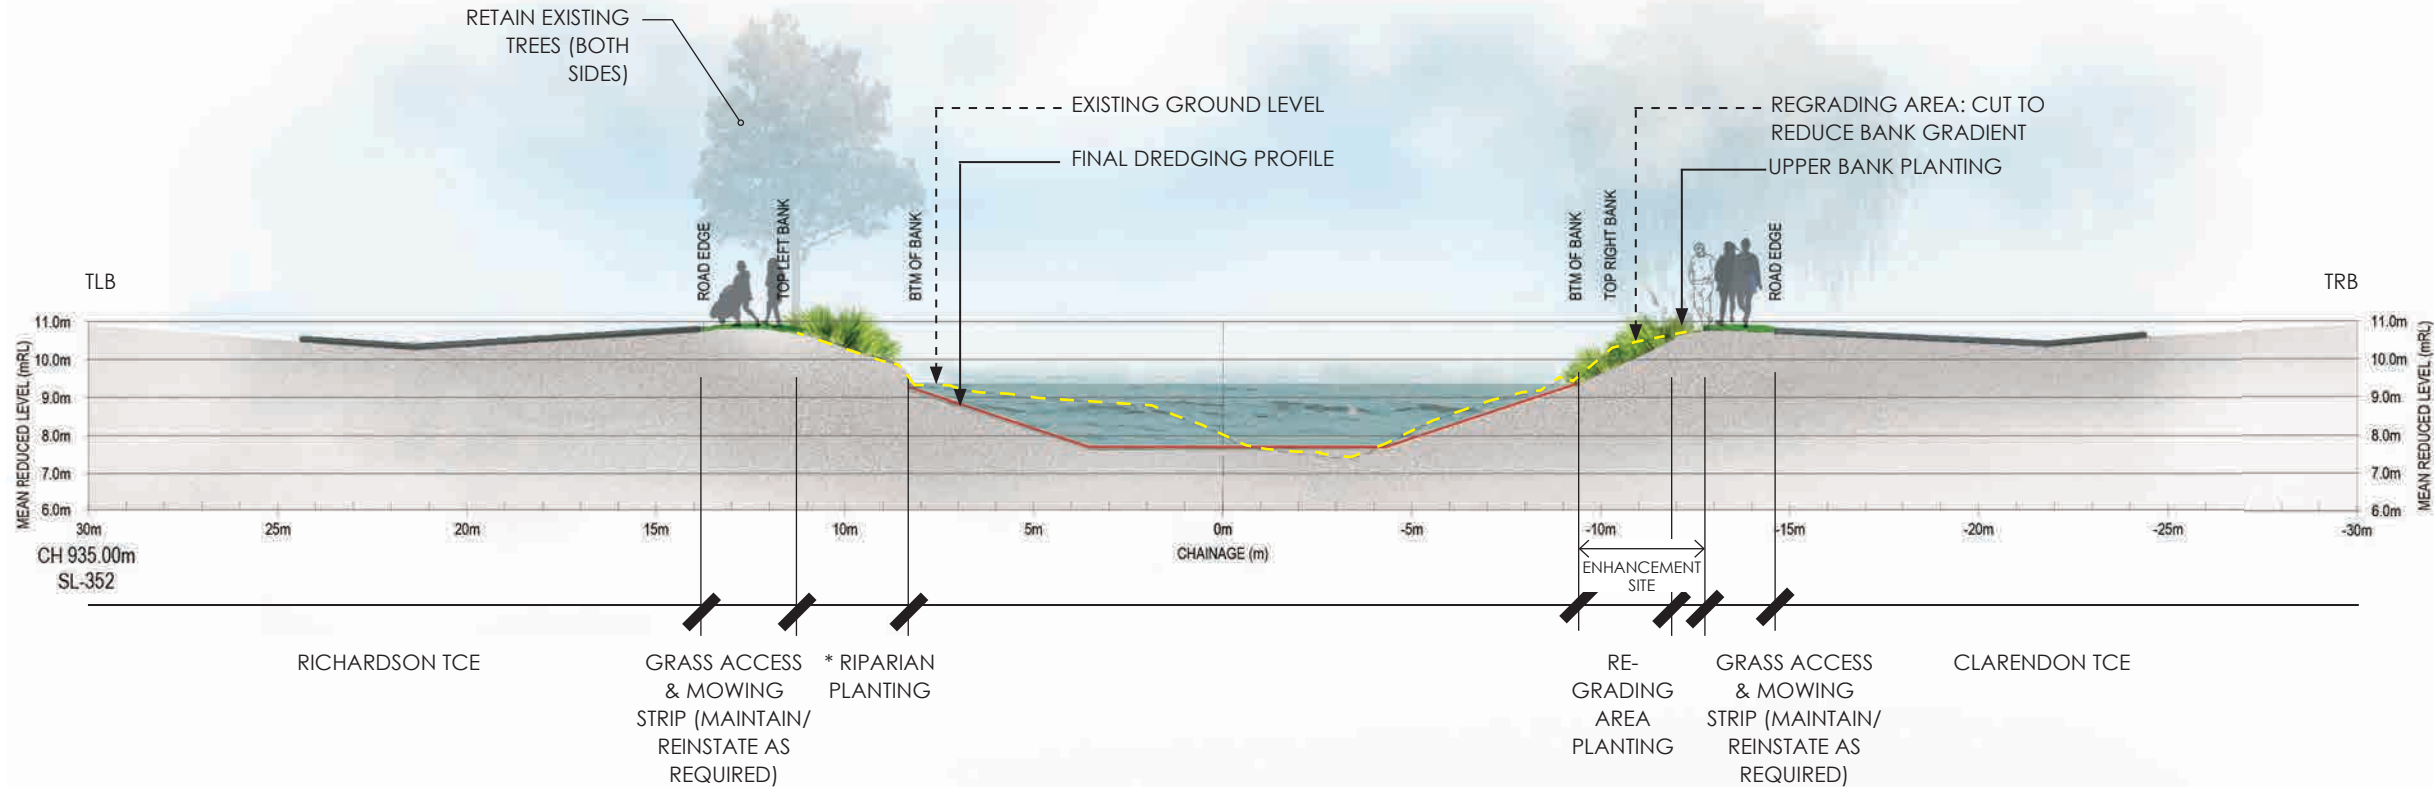 RETAIN EXISTING
TREES (BOTH
SIDES)
EXISTING GROUND LEVEL
FINAL DREDGING PROFILE
REGRADING AREA: CUT TO
REDUCE BANK GRADIENT
UPPER BANK PLANTING
TLB
ROAD EDGE
TOP LEFT BANK
BTM OF BANK
BTM OF BANK
TOP RIGHT BANK
ROAD EDGE
TRB
MEAN REDUCED LEVEL (mRL)
11.0m
10.0m
9.0m
8.0m
7.0m
6.0m
11.0m
10.0m
9.0m
8.0m
7.0m
6.0m
MEAN REDUCED LEVEL (mRL)
30m 25m 20m 15m 10m 5m 0m -5m -10m -15m -20m -25m -30m
CHAINAGE (m)
CH 935.00m
SL-352
ENHANCEMENT
SITE
RICHARDSON TCE
GRASS ACCESS
& MOWING
STRIP (MAINTAIN/
REINSTATE AS
REQUIRED)
* RIPARIAN
PLANTING
RE-
GRADING
AREA
PLANTING
GRASS ACCESS
& MOWING
STRIP (MAINTAIN/
REINSTATE AS
REQUIRED)
CLARENDON TCE